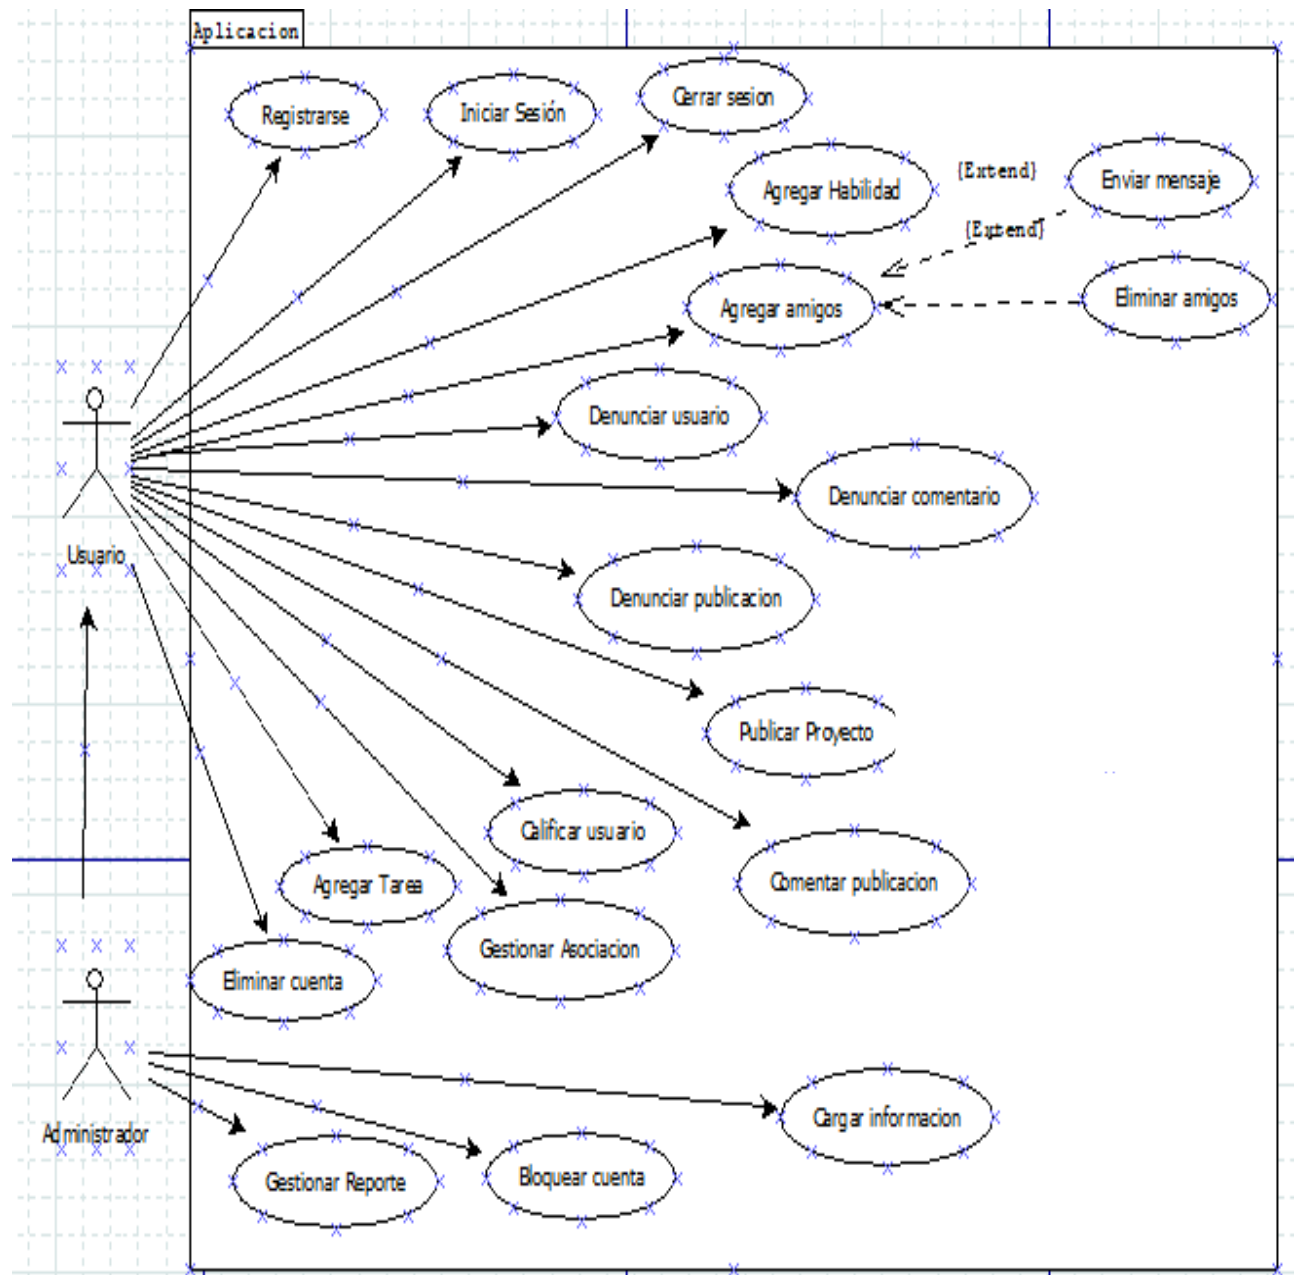 Aplicacion
Registrarse
Iniciar Sesión
Cerrar sesion
Agregar Habilidad
{Extend}
Enviar mensaje
{Extend}
Agregar amigos
Eliminar amigos
Denunciar usuario
Denunciar comentario
Usuario
Denunciar publicacion
Publicar Proyecto
Calificar usuario
Agregar Tarea
Comentar publicacion
Gestionar Asociacion
Eliminar cuenta
Cargar informacion
Administrador
Gestionar Reporte
Bloquear cuenta